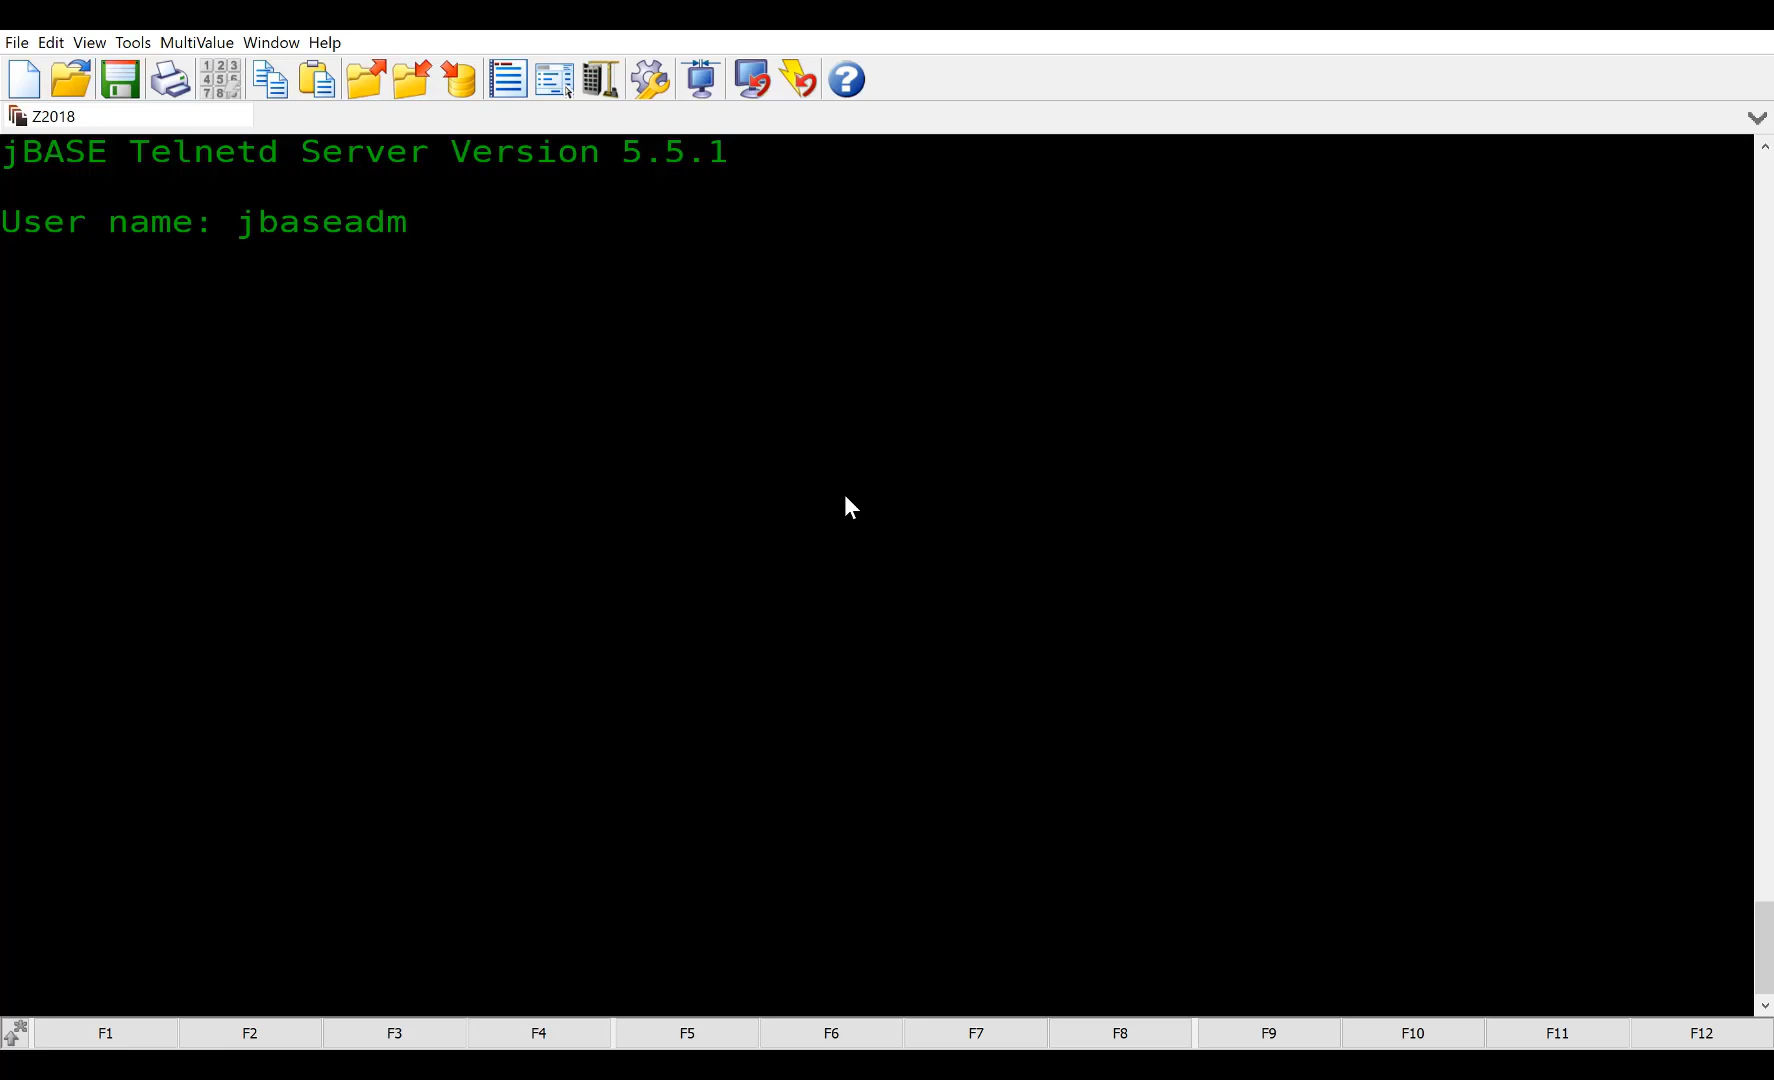 File Edit View Tools MultiValue Window Help
Z2018
jBASE Telnetd Server Version 5.5.1
User name: jbaseadm
F1 F2 F3 F4 F5 F6 F7 F8 F9 F10 F11 F12